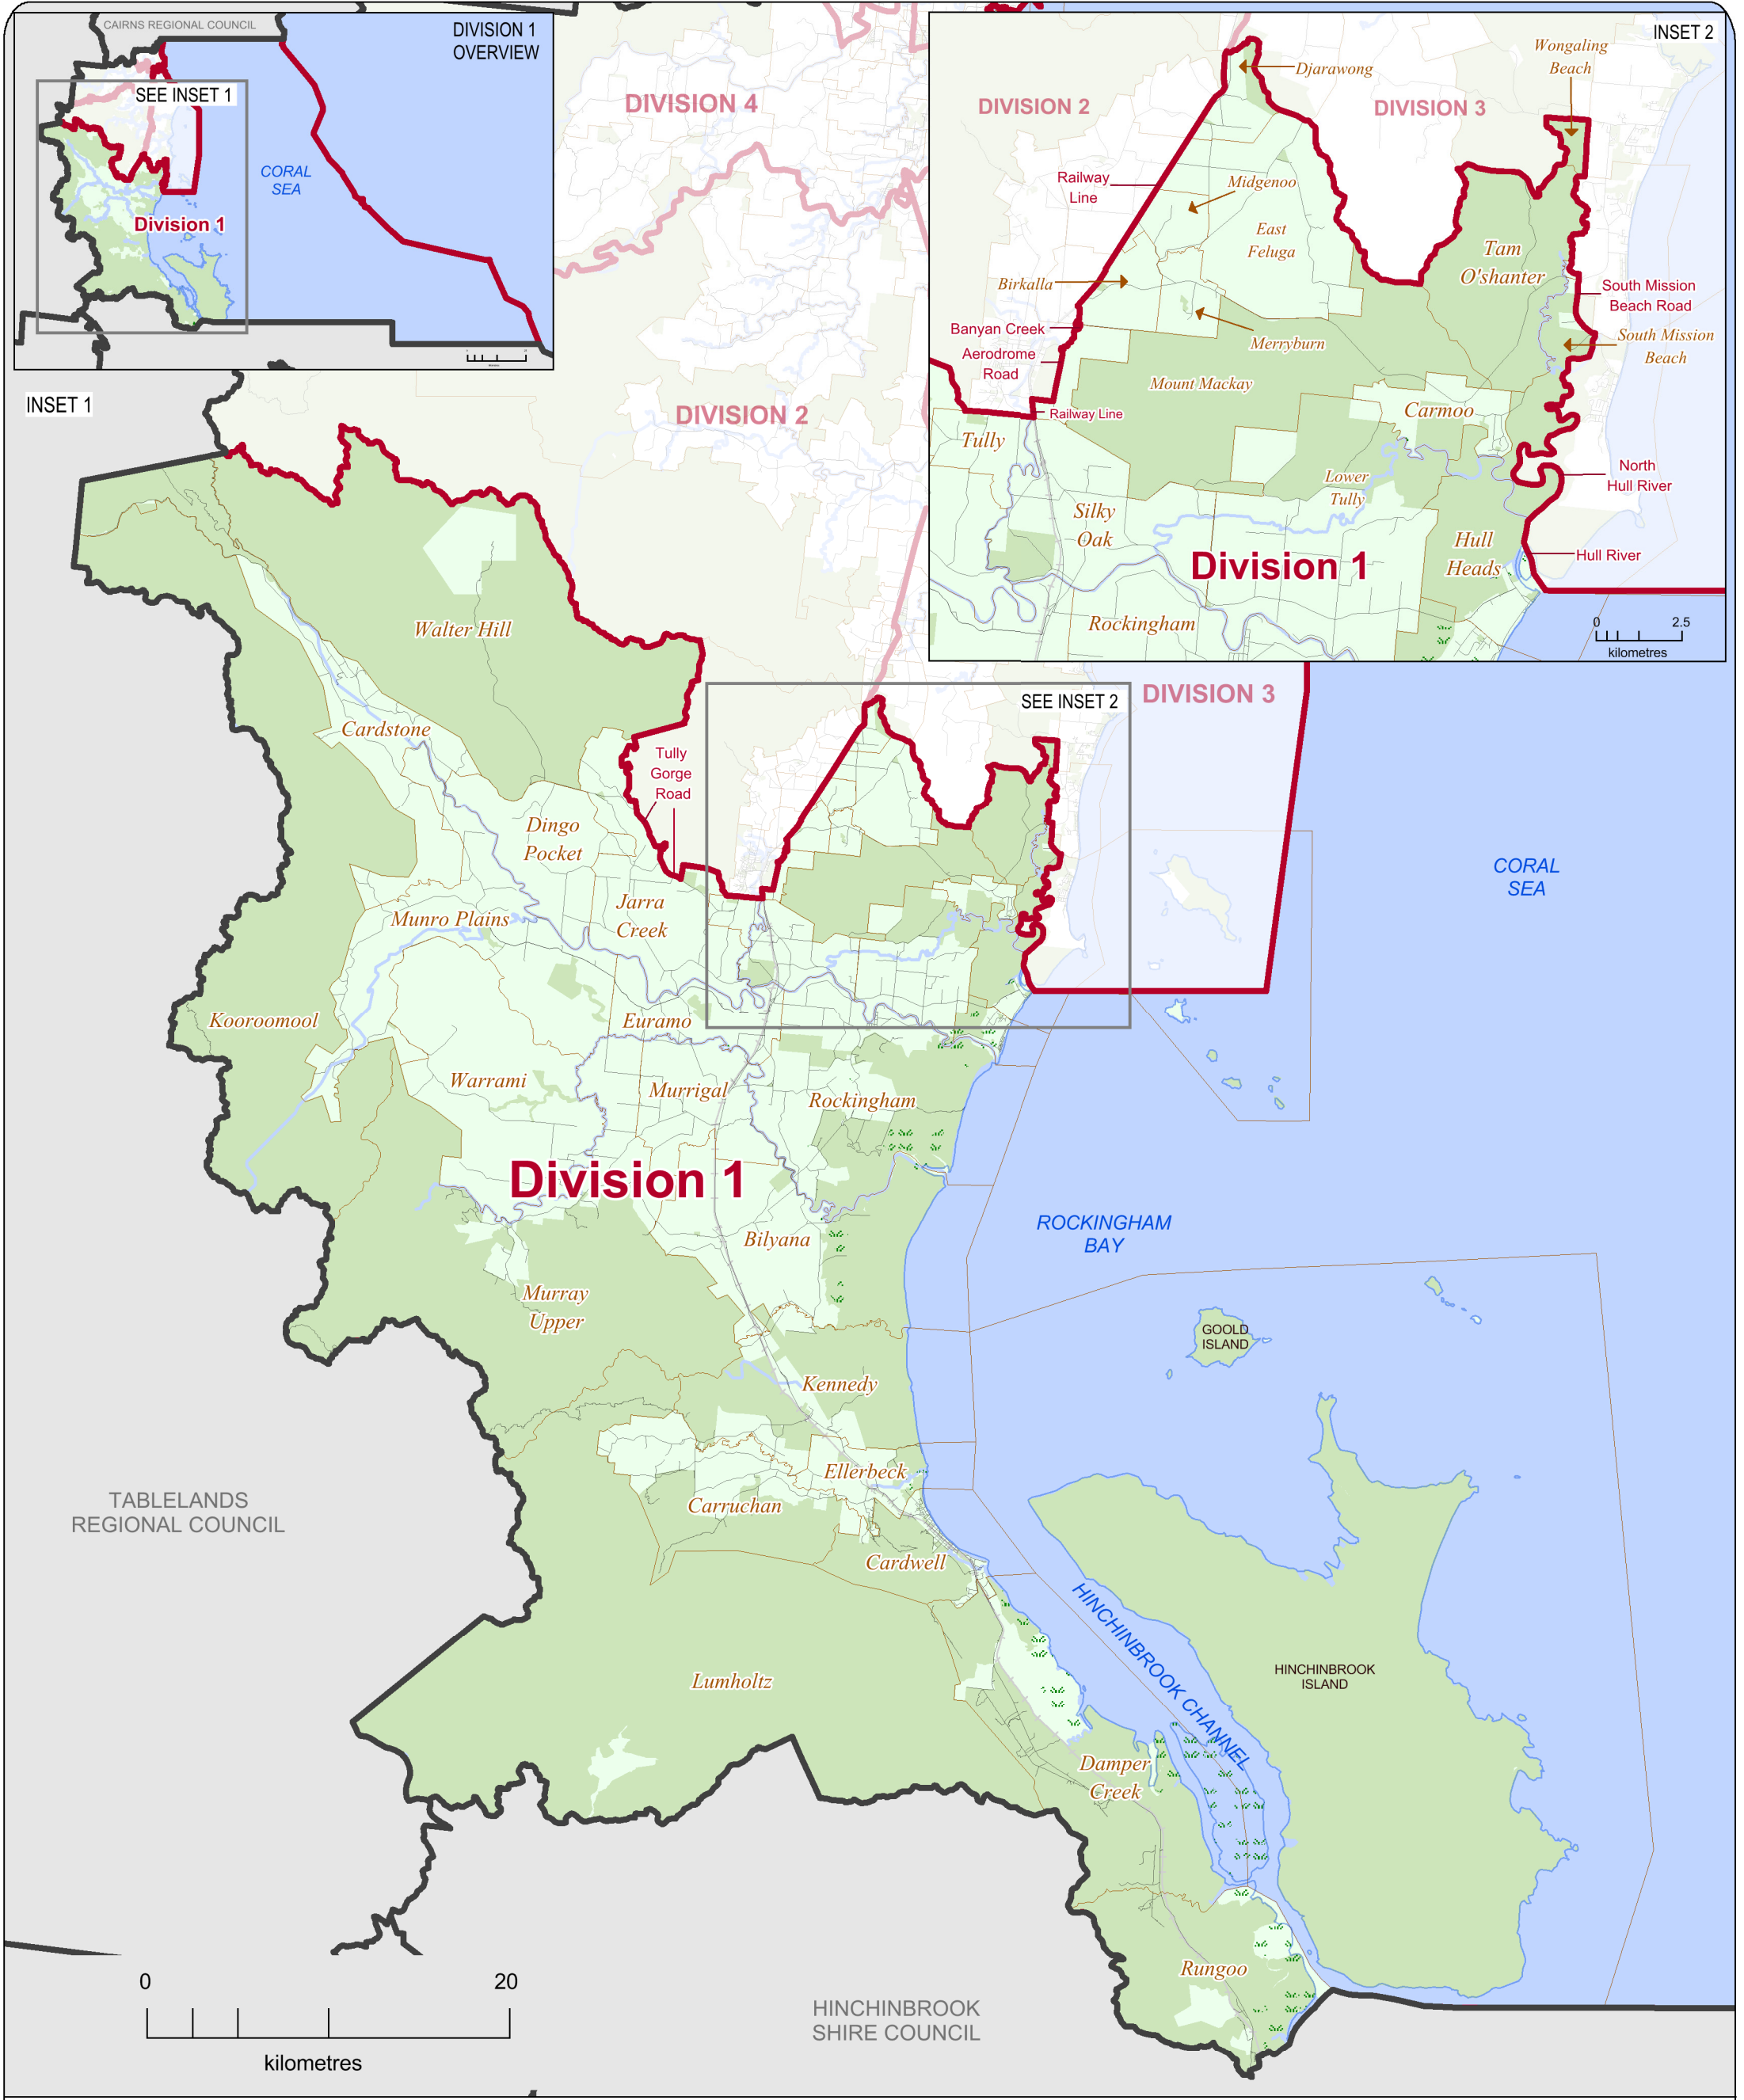 CAIRNS REGIONAL COUNCIL
DIVISION 1
OVERVIEW
SEE INSET 1
CORAL
SEA
Division 1
INSET 1
DIVISION 4
DIVISION 2
INSET 2
Wongaling
Beach
Djarawong
DIVISION 2
DIVISION 3
Railway
Line
Midgenoo
East
Feluga
Tam
O'shanter
Birkalla
South Mission
Beach Road
Banyan Creek
Merryburn
South Mission
Beach
Aerodrome
Road
Mount Mackay
Railway Line
Carmoo
Tully
Lower
Tully
North
Hull River
Silky
Oak
Hull
Heads
Hull River
Division 1
Rockingham
0 2.5
kilometres
Walter Hill
SEE INSET 2
DIVISION 3
Cardstone
Tully
Gorge
Road
Dingo
Pocket
CORAL
SEA
Jarra
Creek
Munro Plains
Kooroomool
Euramo
Warrami
Murrigal
Rockingham
Division 1
ROCKINGHAM
BAY
Bilyana
Murray
Upper
GOOLD
ISLAND
Kennedy
Ellerbeck
Carruchan
TABLELANDS
REGIONAL COUNCIL
Cardwell
HINCHINBROOK CHANNEL
Lumholtz
HINCHINBROOK
ISLAND
Damper
Creek
Rungoo
0 20
kilometres
HINCHINBROOK
SHIRE COUNCIL